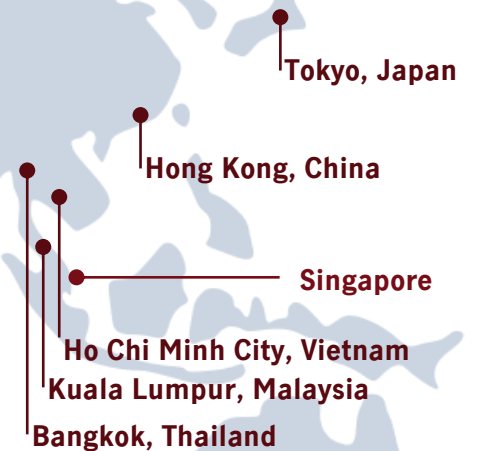 Tokyo, Japan
Hong Kong, China
Singapore
Ho Chi Minh City, Vietnam
Kuala Lumpur, Malaysia
Bangkok, Thailand